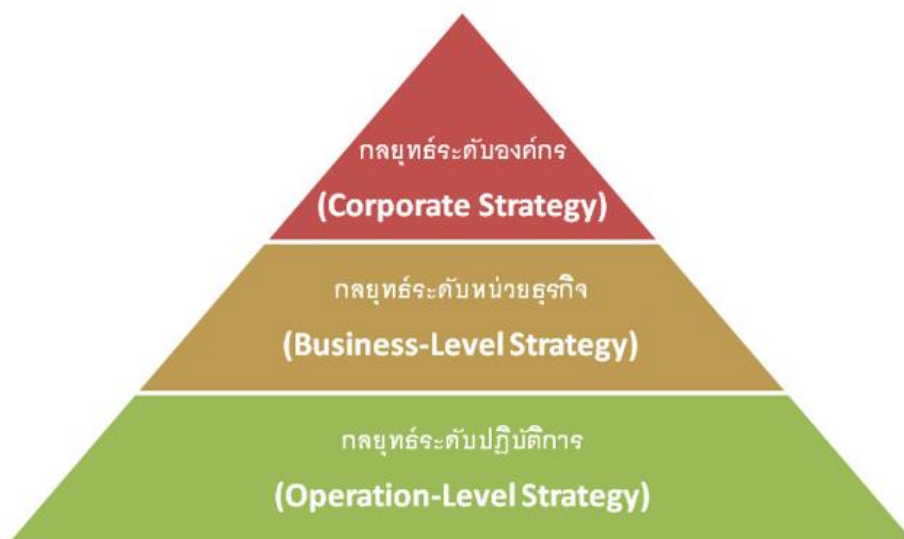 กลยุทธ์ระดับองค์กร
(Corporate Strategy)
กลยุทธ์ระดับหน่วยธุรกิจ
(Business-Level Strategy)
กลยุทธ์ระดับปฏิบัติการ
(Operation-Level Strategy)